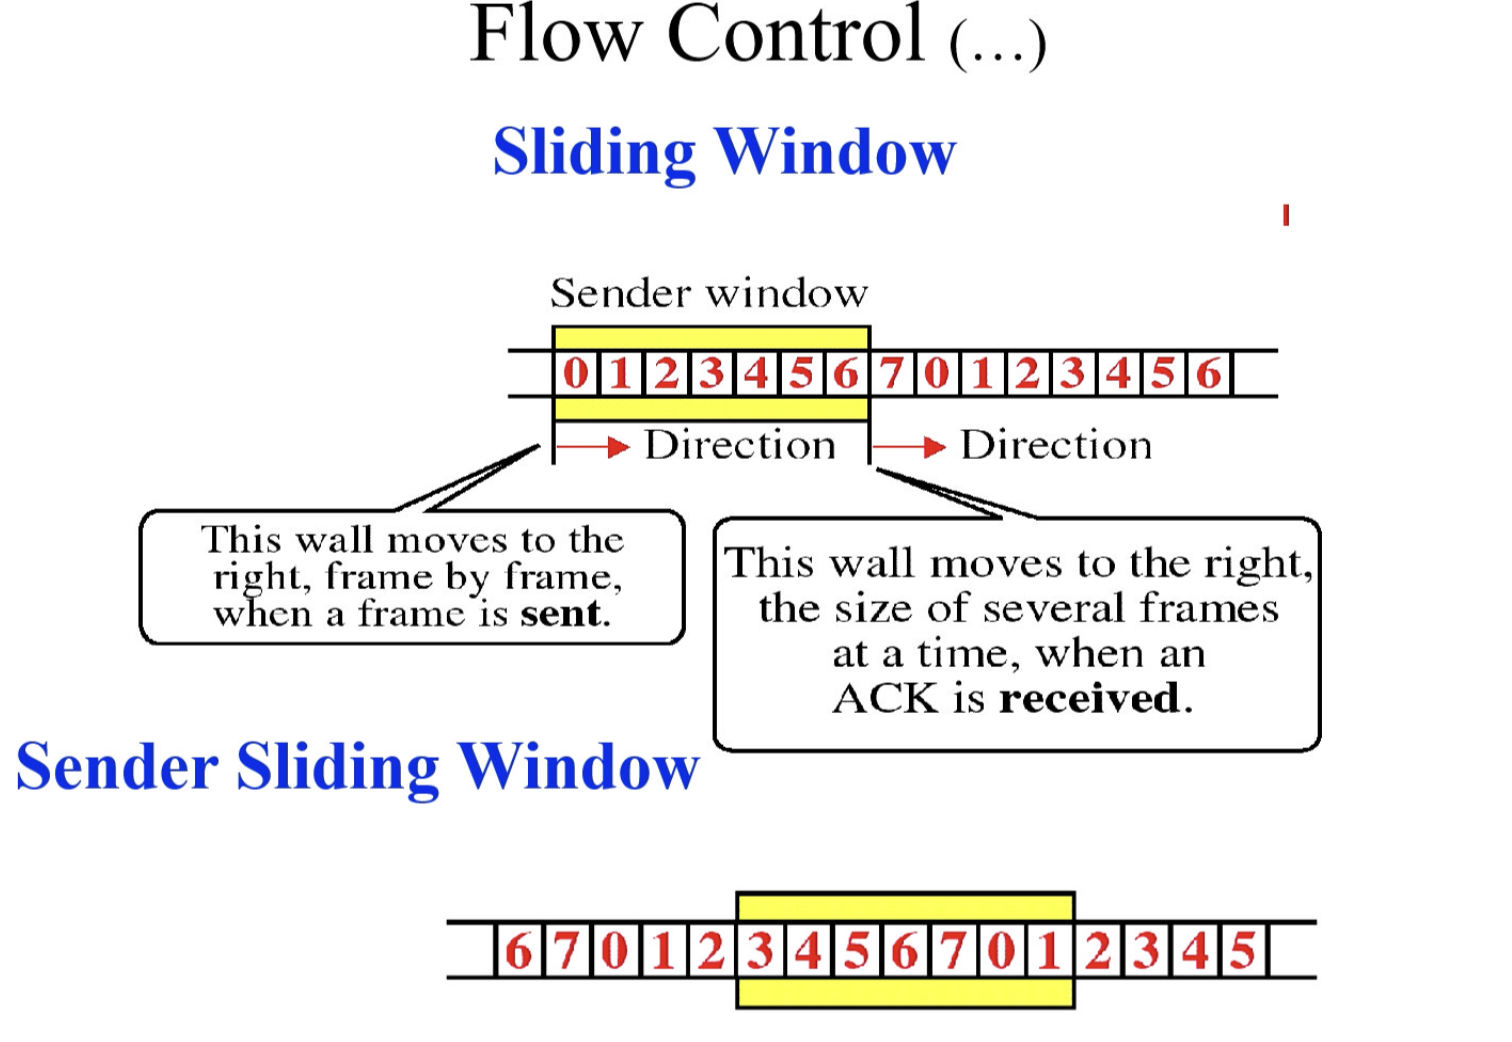 Flow Control (...)
Sliding Window
Sender window
0 1 2 3 4 5 6 7 0 1 2 3 4 5 6
Direction Direction
This wall moves to the
right, frame by frame,
when a frame is sent.
This wall moves to the right,
the size of several frames
at a time, when an
ACK is received.
Sender Sliding Window
6 7 0 1 2 3 4 5 6 7 0 1 2 3 4 5